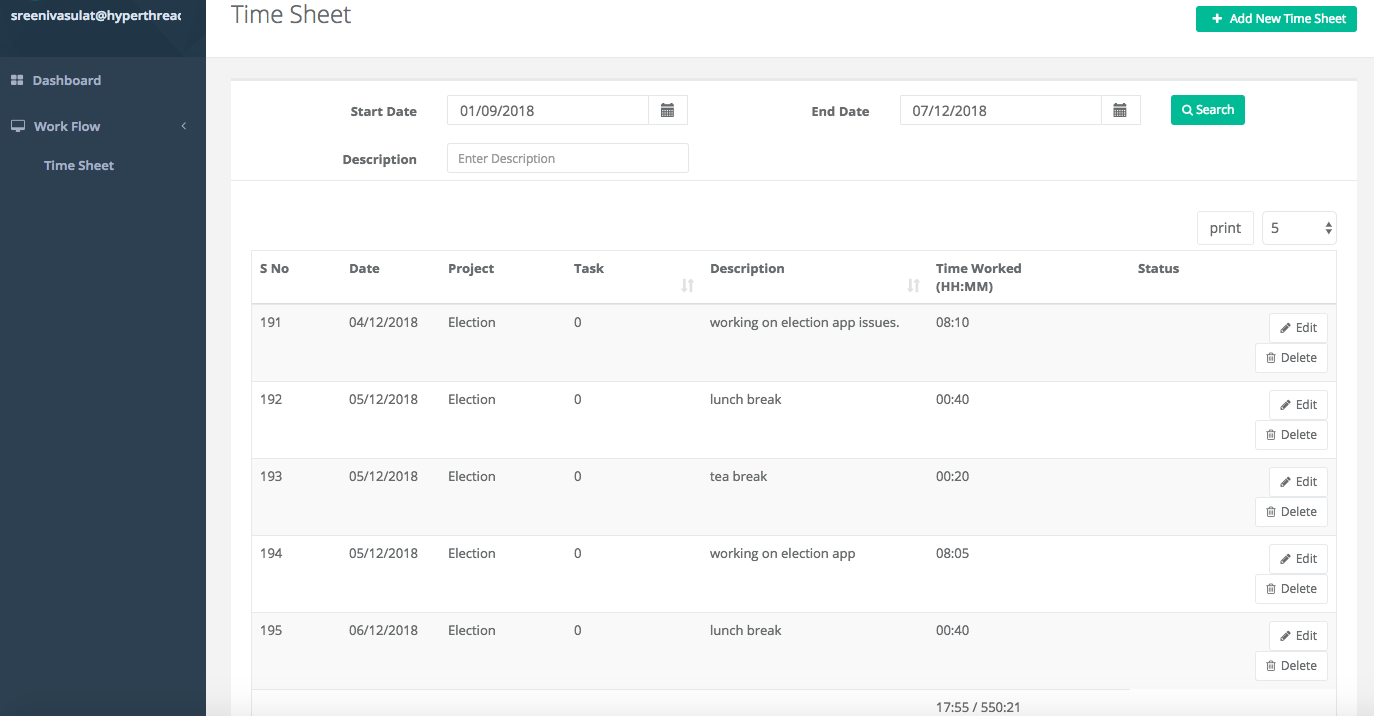 sreenivasulat@hyperthread
Time Sheet
+ Add New Time Sheet
Dashboard
Work Flow
Time Sheet
Start Date 01/09/2018 End Date 07/12/2018 Search
Description Enter Description
print 5
S No Date Project Task Description Time Worked (HH:MM) Status
191 04/12/2018 Election 0 working on election app issues. 08:10 Edit
Delete
192 05/12/2018 Election 0 lunch break 00:40 Edit
Delete
193 05/12/2018 Election 0 tea break 00:20 Edit
Delete
194 05/12/2018 Election 0 working on election app 08:05 Edit
Delete
195 06/12/2018 Election 0 lunch break 00:40 Edit
Delete
17:55 / 550:21